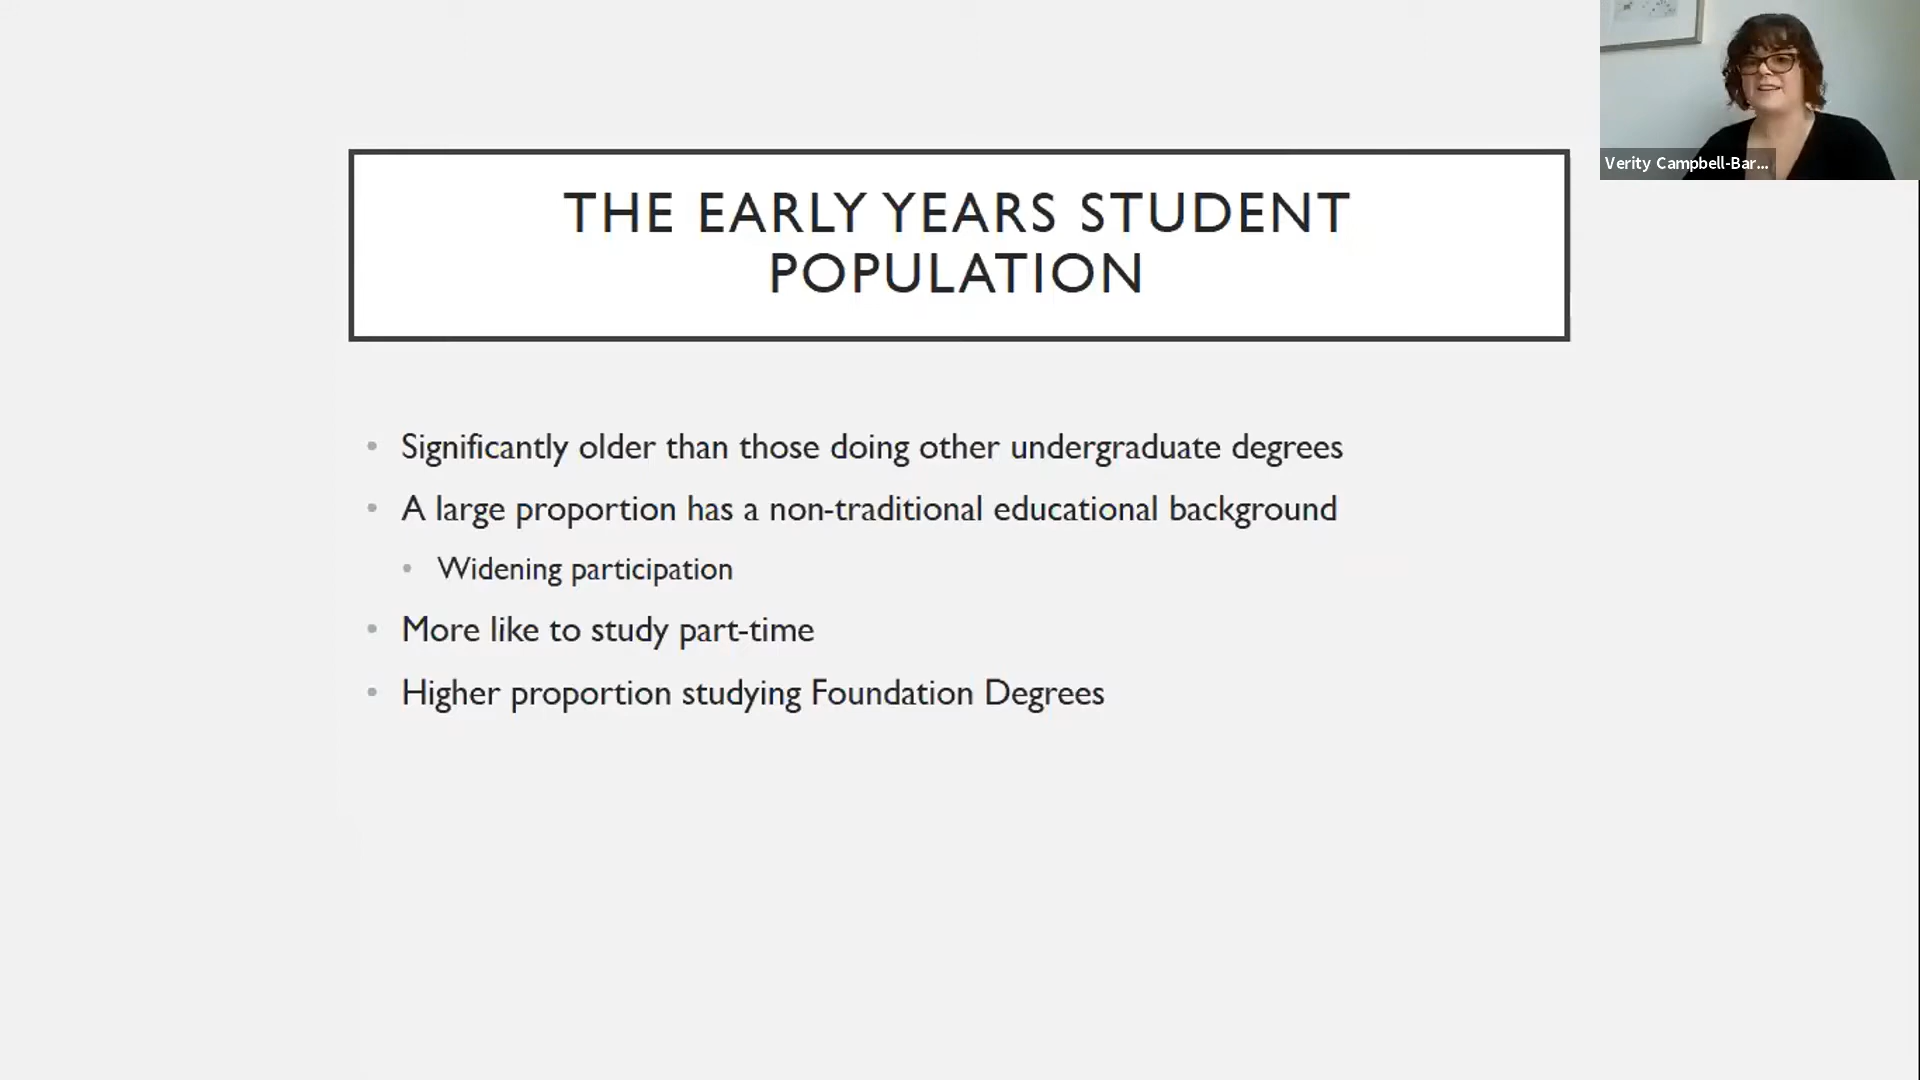 THE EARLY YEARS STUDENT
POPULATION
Verity Campbell-Bar...
• Significantly older than those doing other undergraduate degrees
• A large proportion has a non-traditional educational background
• Widening participation
• More like to study part-time
• Higher proportion studying Foundation Degrees